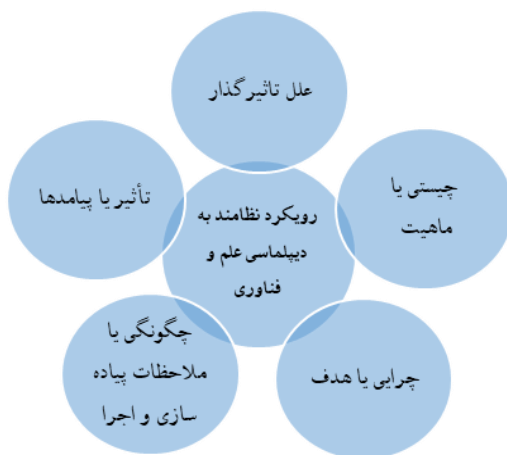 علل تاثیرگذار
چیستی یا
ماهیت
تأثیر یا پیامدها
رویکرد نظامند به
دیپلماسی علم و
فناوری
چگونگی یا
ملاحظات پیاده
سازی و اجرا
چرایی یا هدف